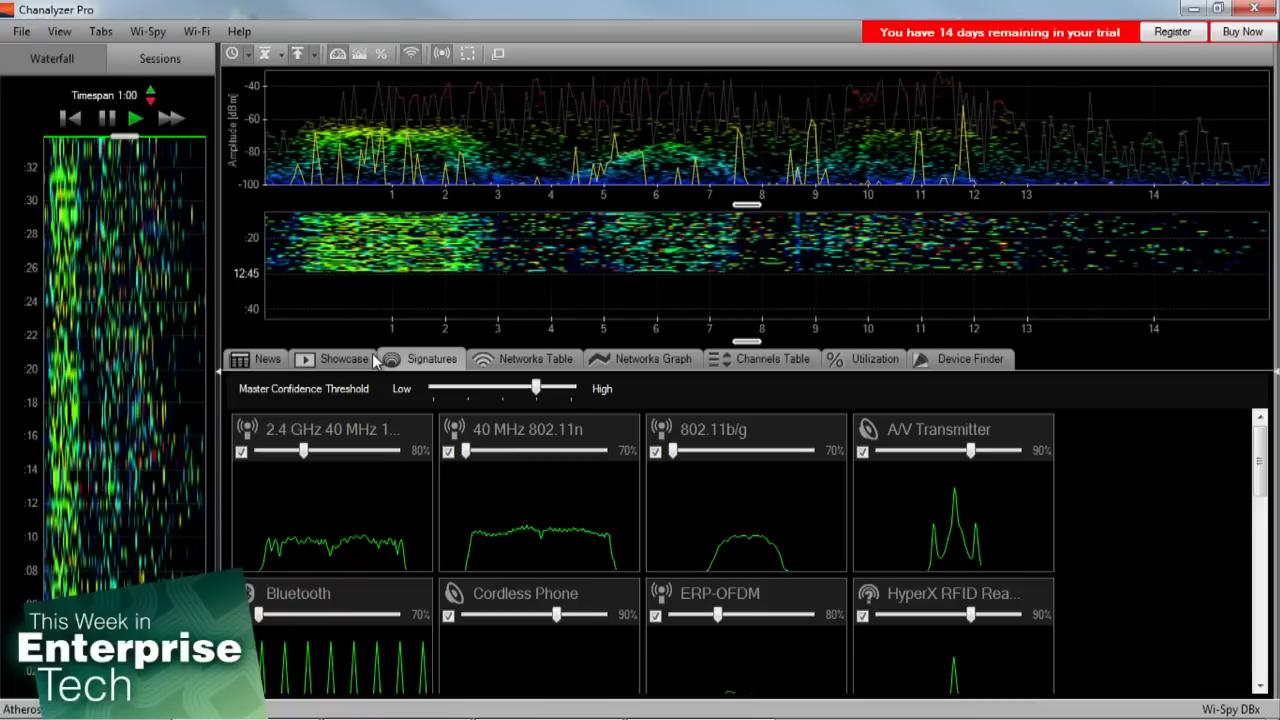 Chanalyzer Pro
File View Tabs Wi-Spy Wi-Fi Help
You have 14 days remaining in your trial
Register
Buy Now
Waterfall Sessions
Timespan 1:00
:32
:30
:28
:26
:24
:22
:20
:18
:16
:14
:12
:10
:08
Amplitude [dBm]
-40
-60
-80
-100
1 2 3 4 5 6 7 8 9 10 11 12 13 14
:20
12:45
:40
1 2 3 4 5 6 7 8 9 10 11 12 13 14
News Showcase Signatures Networks Table Networks Graph Channels Table Utilization Device Finder
Master Confidence Threshold Low High
2.4 GHz 40 MHz 1... 40 MHz 802.11n 802.11b/g A/V Transmitter
80% 70% 70% 90%
Bluetooth Cordless Phone ERP-OFDM HyperX RFID Rea...
70% 90% 80% 90%
This Week in
Enterprise
Tech
Atheros
Wi-Spy DBx